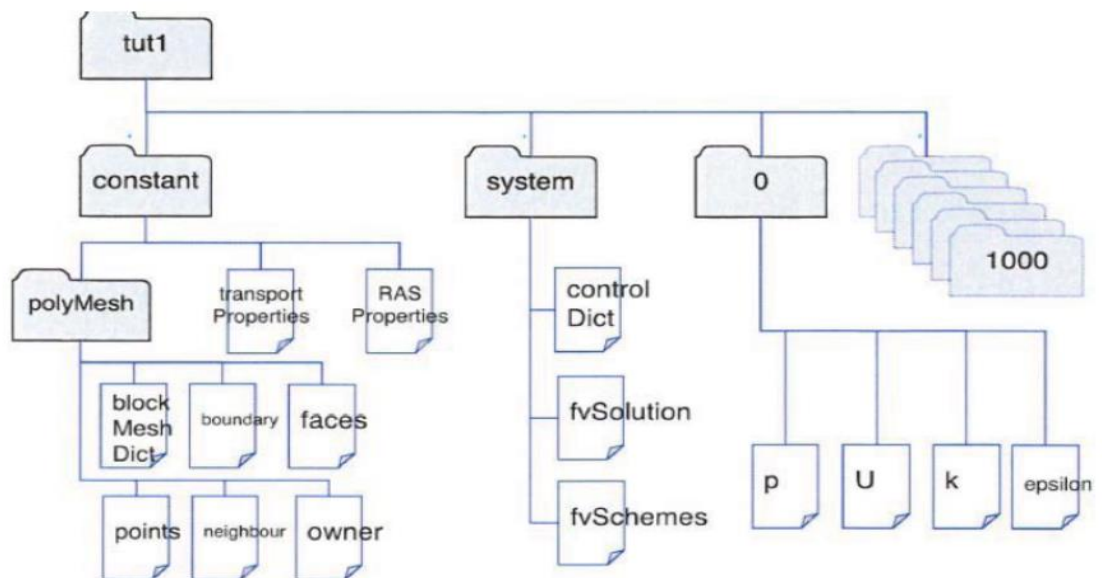 tut1
constant
system
0
1000
polyMesh
transport
Properties
RAS
Properties
control
Dict
block
Mesh
Dict
boundary
faces
fvSolution
p
U
k
epsilon
points
neighbour
owner
fvSchemes